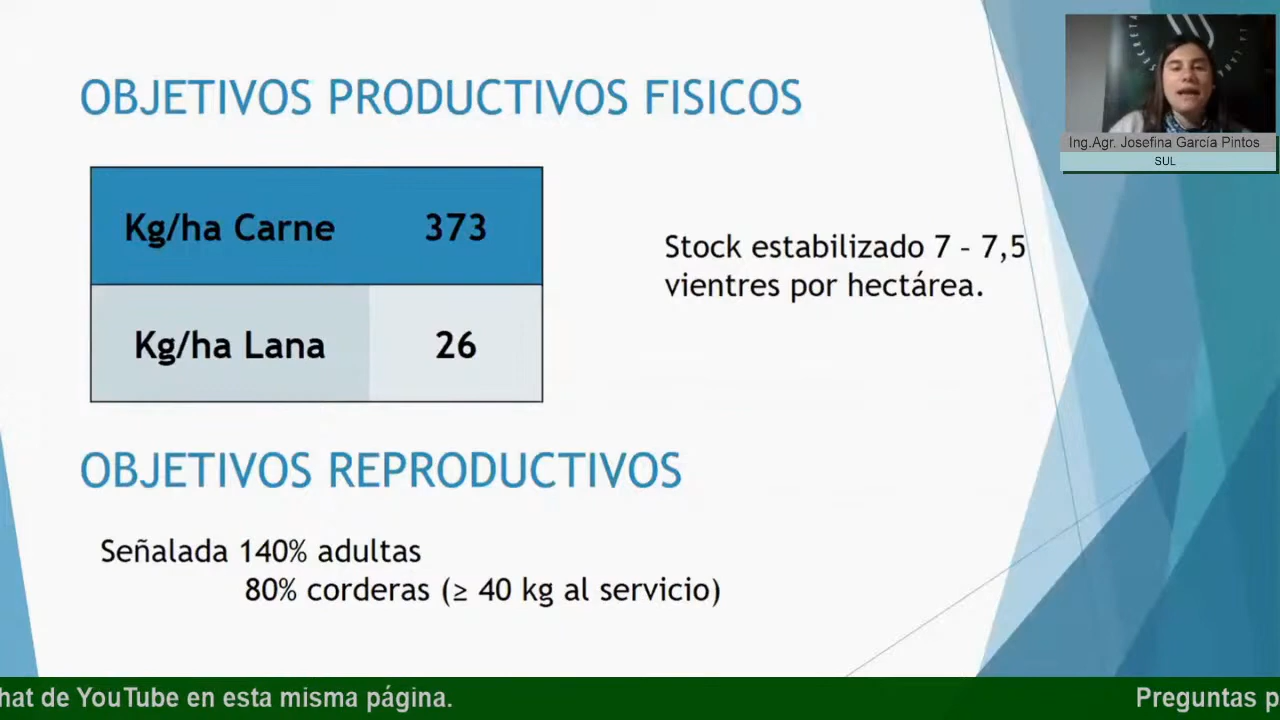 OBJETIVOS PRODUCTIVOS FISICOS
Kg/ha Carne 373
Kg/ha Lana 26
Stock estabilizado 7 – 7,5
vientres por hectárea.
OBJETIVOS REPRODUCTIVOS
Señalada 140% adultas
80% corderas (≥ 40 kg al servicio)
Ing.Agr. Josefina García Pintos
SUL
hat de YouTube en esta misma página.
Preguntas p